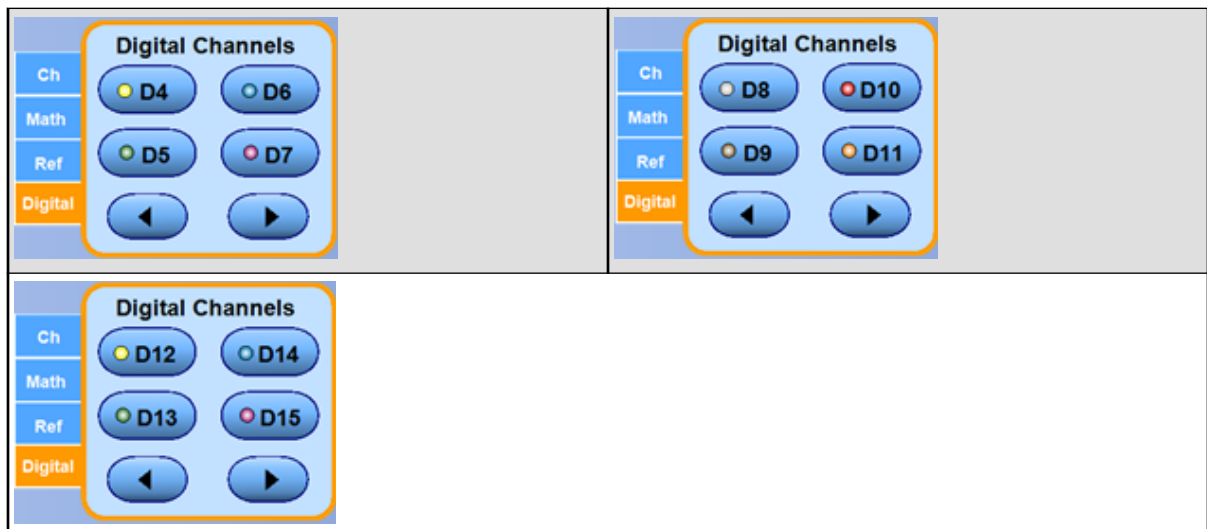 Digital Channels
Ch
D4 D6
Math
Ref
D5 D7
Digital
Digital Channels
Ch
D8 D10
Math
Ref
D9 D11
Digital
Digital Channels
Ch
D12 D14
Math
Ref
D13 D15
Digital